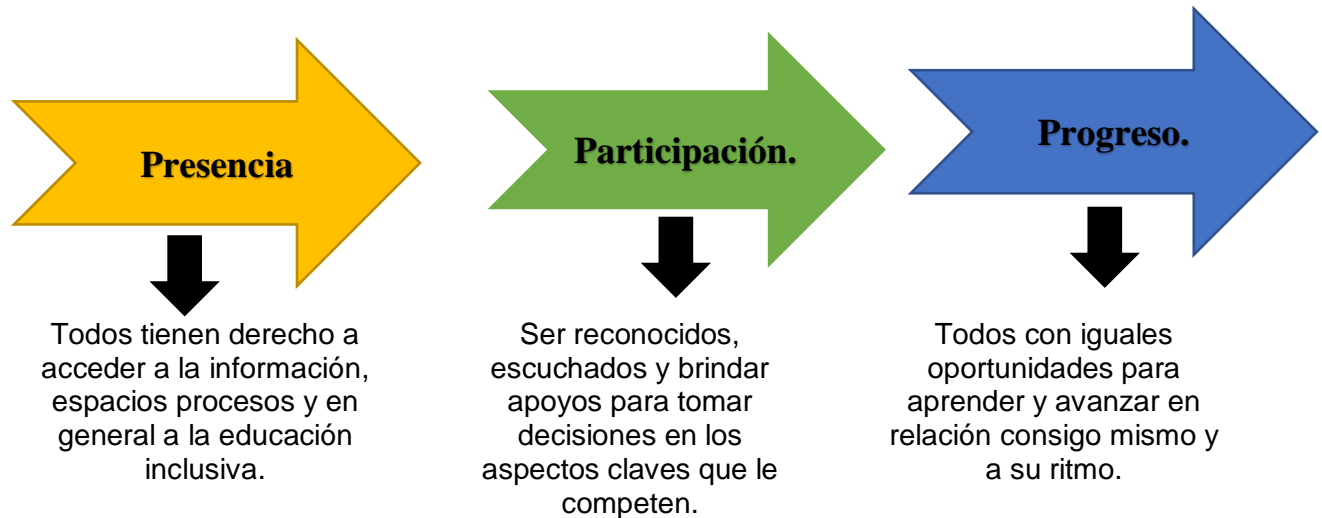 Presencia
Todos tienen derecho a
acceder a la información,
espacios procesos y en
general a la educación
inclusiva.
Participación.
Ser reconocidos,
escuchados y brindar
apoyos para tomar
decisiones en los
aspectos claves que le
competen.
Progreso.
Todos con iguales
oportunidades para
aprender y avanzar en
relación consigo mismo y
a su ritmo.